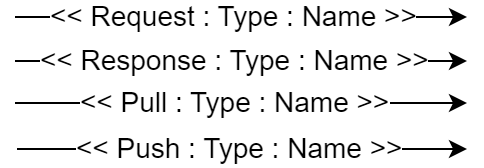 << Request : Type : Name >>
<< Response : Type : Name >>
<< Pull : Type : Name >>
<< Push : Type : Name >>